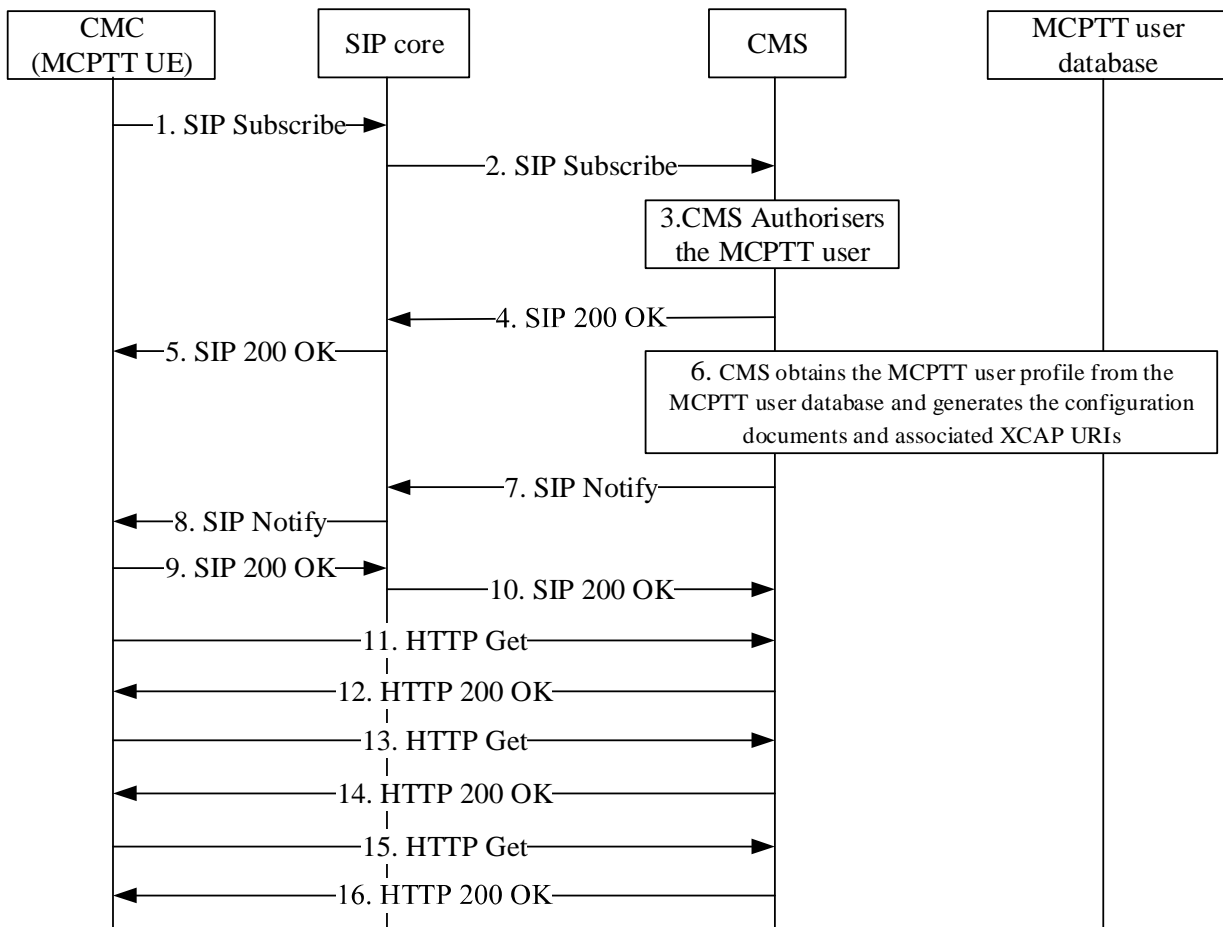 CMC
(MCPTT UE)
SIP core
CMS
MCPTT user
database
1. SIP Subscribe
2. SIP Subscribe
3.CMS Authorisers
the MCPTT user
4. SIP 200 OK
5. SIP 200 OK
6. CMS obtains the MCPTT user profile from the
MCPTT user database and generates the configuration
documents and associated XCAP URIs
7. SIP Notify
8. SIP Notify
9. SIP 200 OK
10. SIP 200 OK
11. HTTP Get
12. HTTP 200 OK
13. HTTP Get
14. HTTP 200 OK
15. HTTP Get
16. HTTP 200 OK